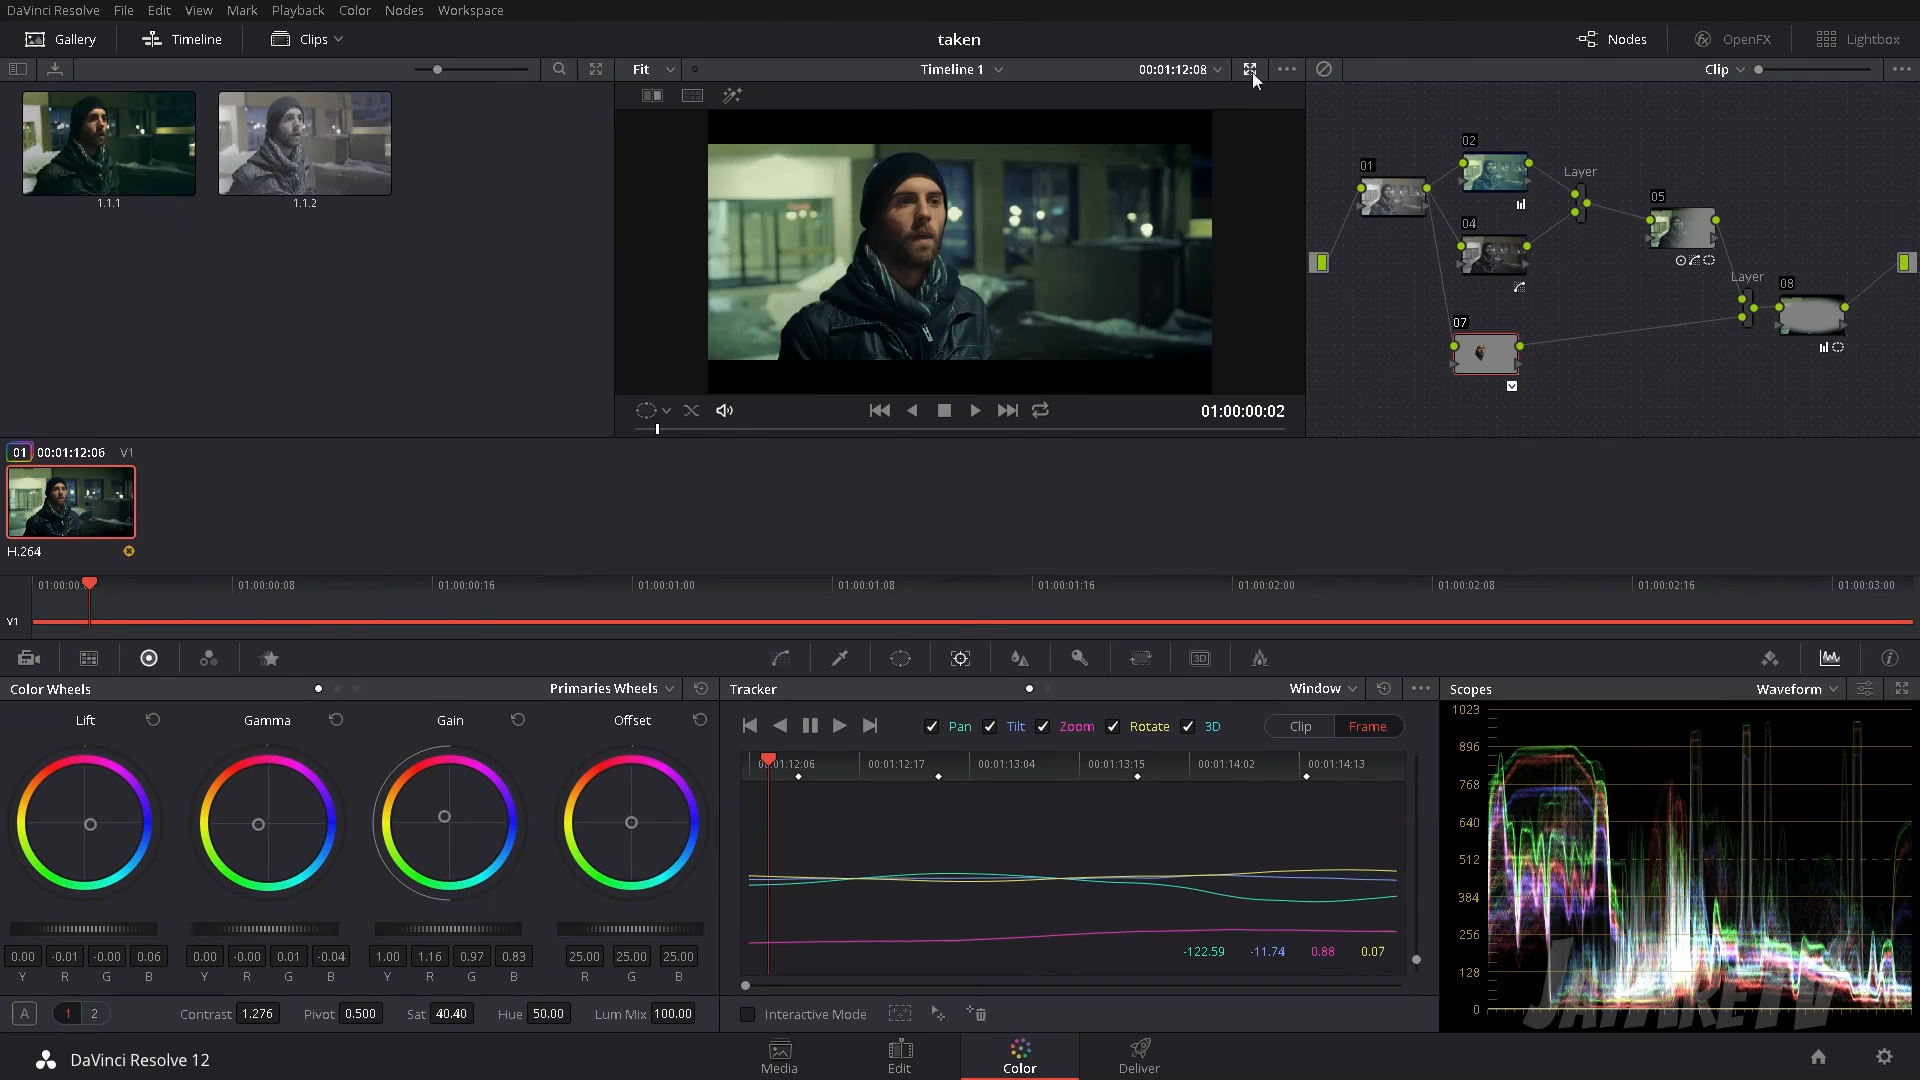 DaVinci Resolve File Edit View Mark Playback Color Nodes Workspace
Gallery Timeline Clips taken Nodes OpenFX Lightbox
Fit Timeline 1 00:01:12:08 Clip
1.1.1 1.1.2
01 02 Layer 04 05 Layer 08 07
01:00:00:02
01 00:01:12:06 V1
H.264
01:00:00: 01:00:00:08 01:00:00:16 01:00:01:00 01:00:01:08 01:00:01:16 01:00:02:00 01:00:02:08 01:00:02:16 01:00:03:00
V1
3D
Color Wheels Primaries Wheels Tracker Window Scopes Waveform
Lift Gamma Gain Offset
Pan Tilt Zoom Rotate 3D Clip Frame
00:01:12:06 00:01:12:17 00:01:13:04 00:01:13:15 00:01:14:02 00:01:14:13
1023
896
768
640
512
384
256
128
0
-122.59 -11.74 0.88 0.07
0.00 -0.01 -0.00 0.06 0.00 -0.00 0.01 -0.04 1.00 1.16 0.97 0.83 25.00 25.00 25.00
Y R G B Y R G B Y R G B R G B
A 1 2 Contrast 1.276 Pivot 0.500 Sat 40.40 Hue 50.00 Lum Mix 100.00
Interactive Mode
DaVinci Resolve 12
Media Edit Color Deliver